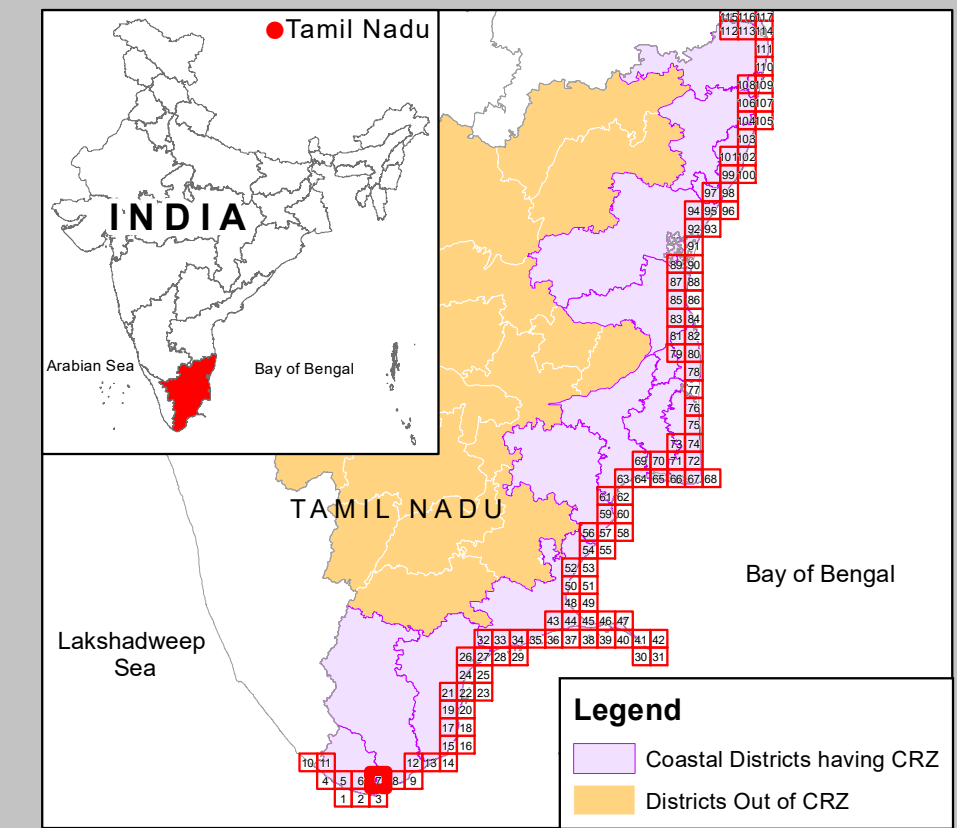 Tamil Nadu
INDIA
Arabian Sea
Bay of Bengal
115 116 117
112 113 114
111
110
108 109
106 107
104 105
103
101 102
99 100
97 98
94 95 96
92 93
91
89 90
87 88
85 86
83 84
81 82
79 80
78
77
76
75
73 74
69 70 71 72
63 64 65 66 67 68
61 62
TAMIL NADU
59 60
56 57 58
54 55
52 53
Bay of Bengal
50 51
48 49
43 44 45 46 47
Lakshadweep
Sea
32 33 34 35 36 37 38 39 40 41 42
26 27 28 29 30 31
24 25
21 22 23
19 20
17 18
15 16
10 11 12 13 14
4 5 6 7 8 9
1 2 3
Legend
Coastal Districts having CRZ
Districts Out of CRZ